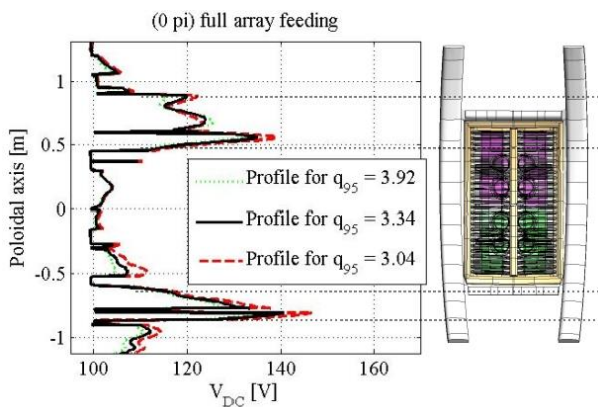 (0 pi) full array feeding
1
0.5
0
-0.5
-1
Poloidal axis [m]
Profile for q95 = 3.92
Profile for q95 = 3.34
Profile for q95 = 3.04
100 120 140 160
VDC [V]